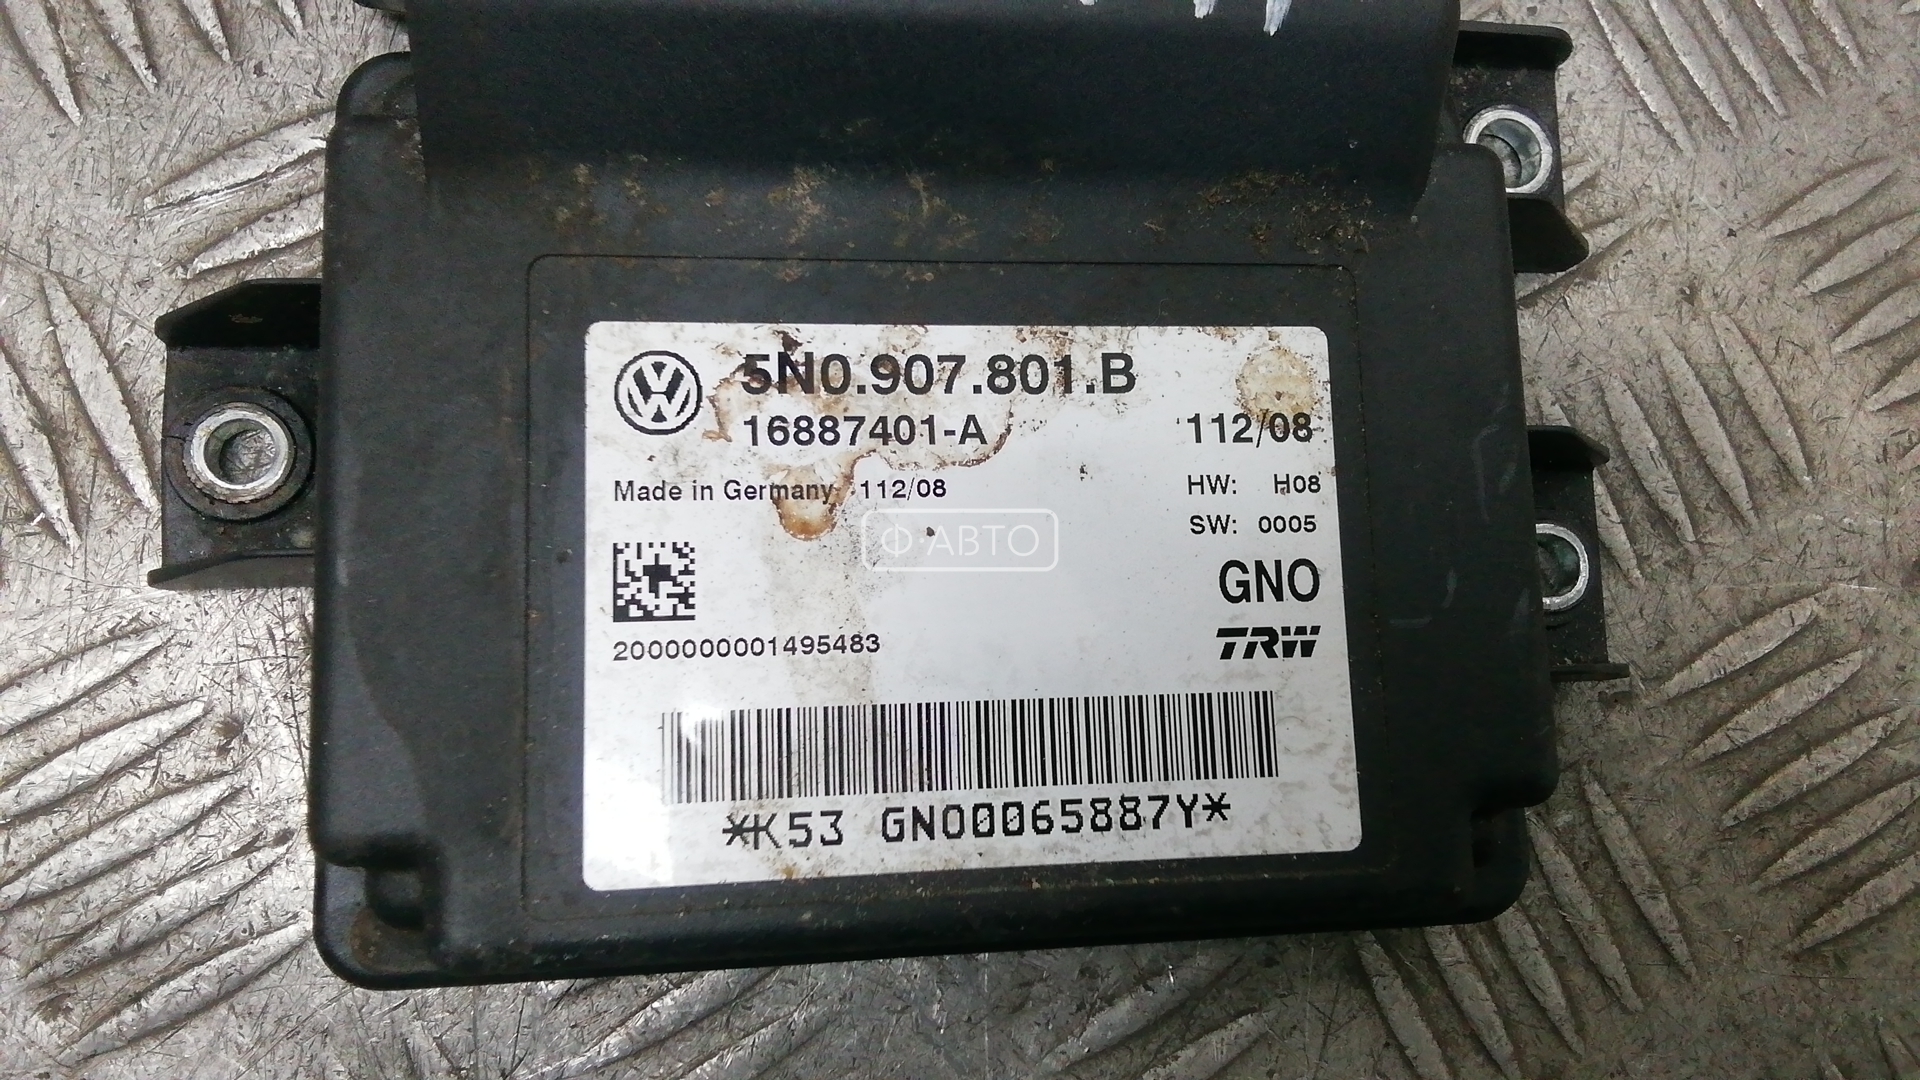 5N0.907.801.B
16887401-A 112/08
Made in Germany 112/08 HW: H08
SW: 0005
Ф·АВТО
GNO
2000000001495483 TRW
*K53 GNO0065887Y*